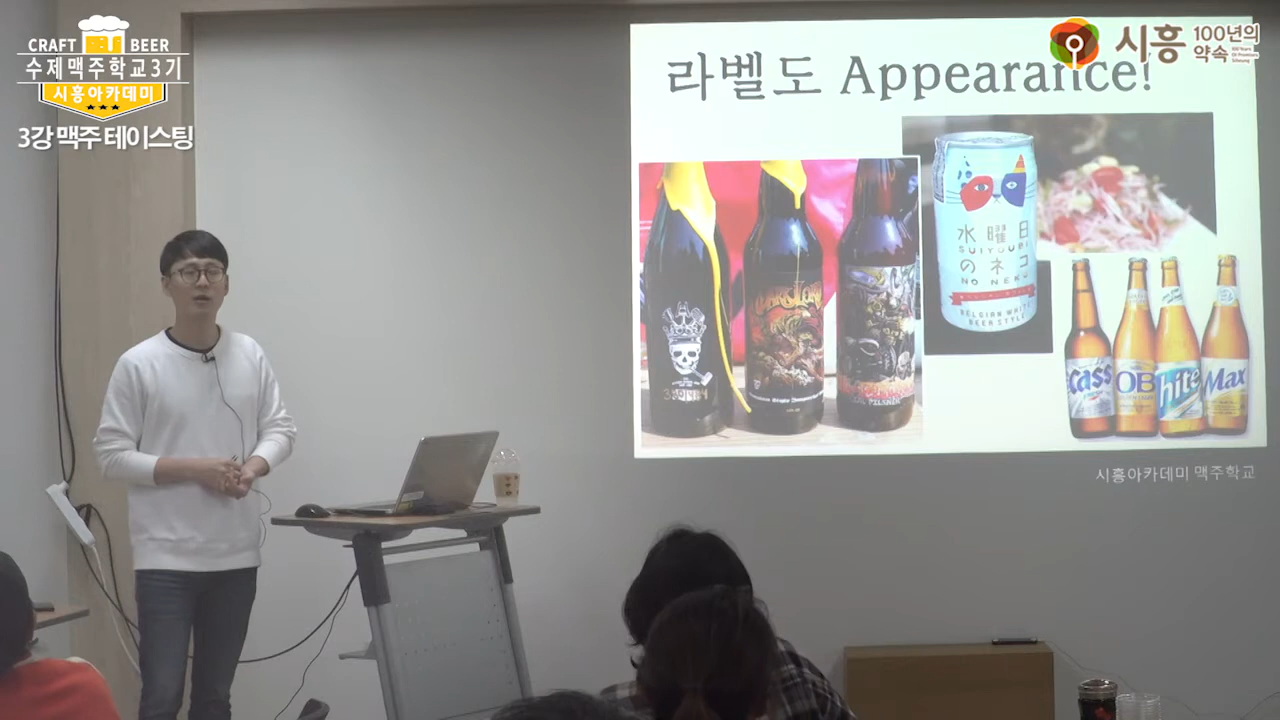 CRAFT BEER
수제맥주학교3기
시흥아카데미
3강 맥주 테이스팅
라벨도 Appearance!
시흥 100년의
약속
水曜日
SUIYOUBI
のネコ
NO NEKO
BELGIAN WHITE
BEER STYLE
DARK LORD
PILSNER
Cass
OB
hite
Max
시흥아카데미 맥주학교